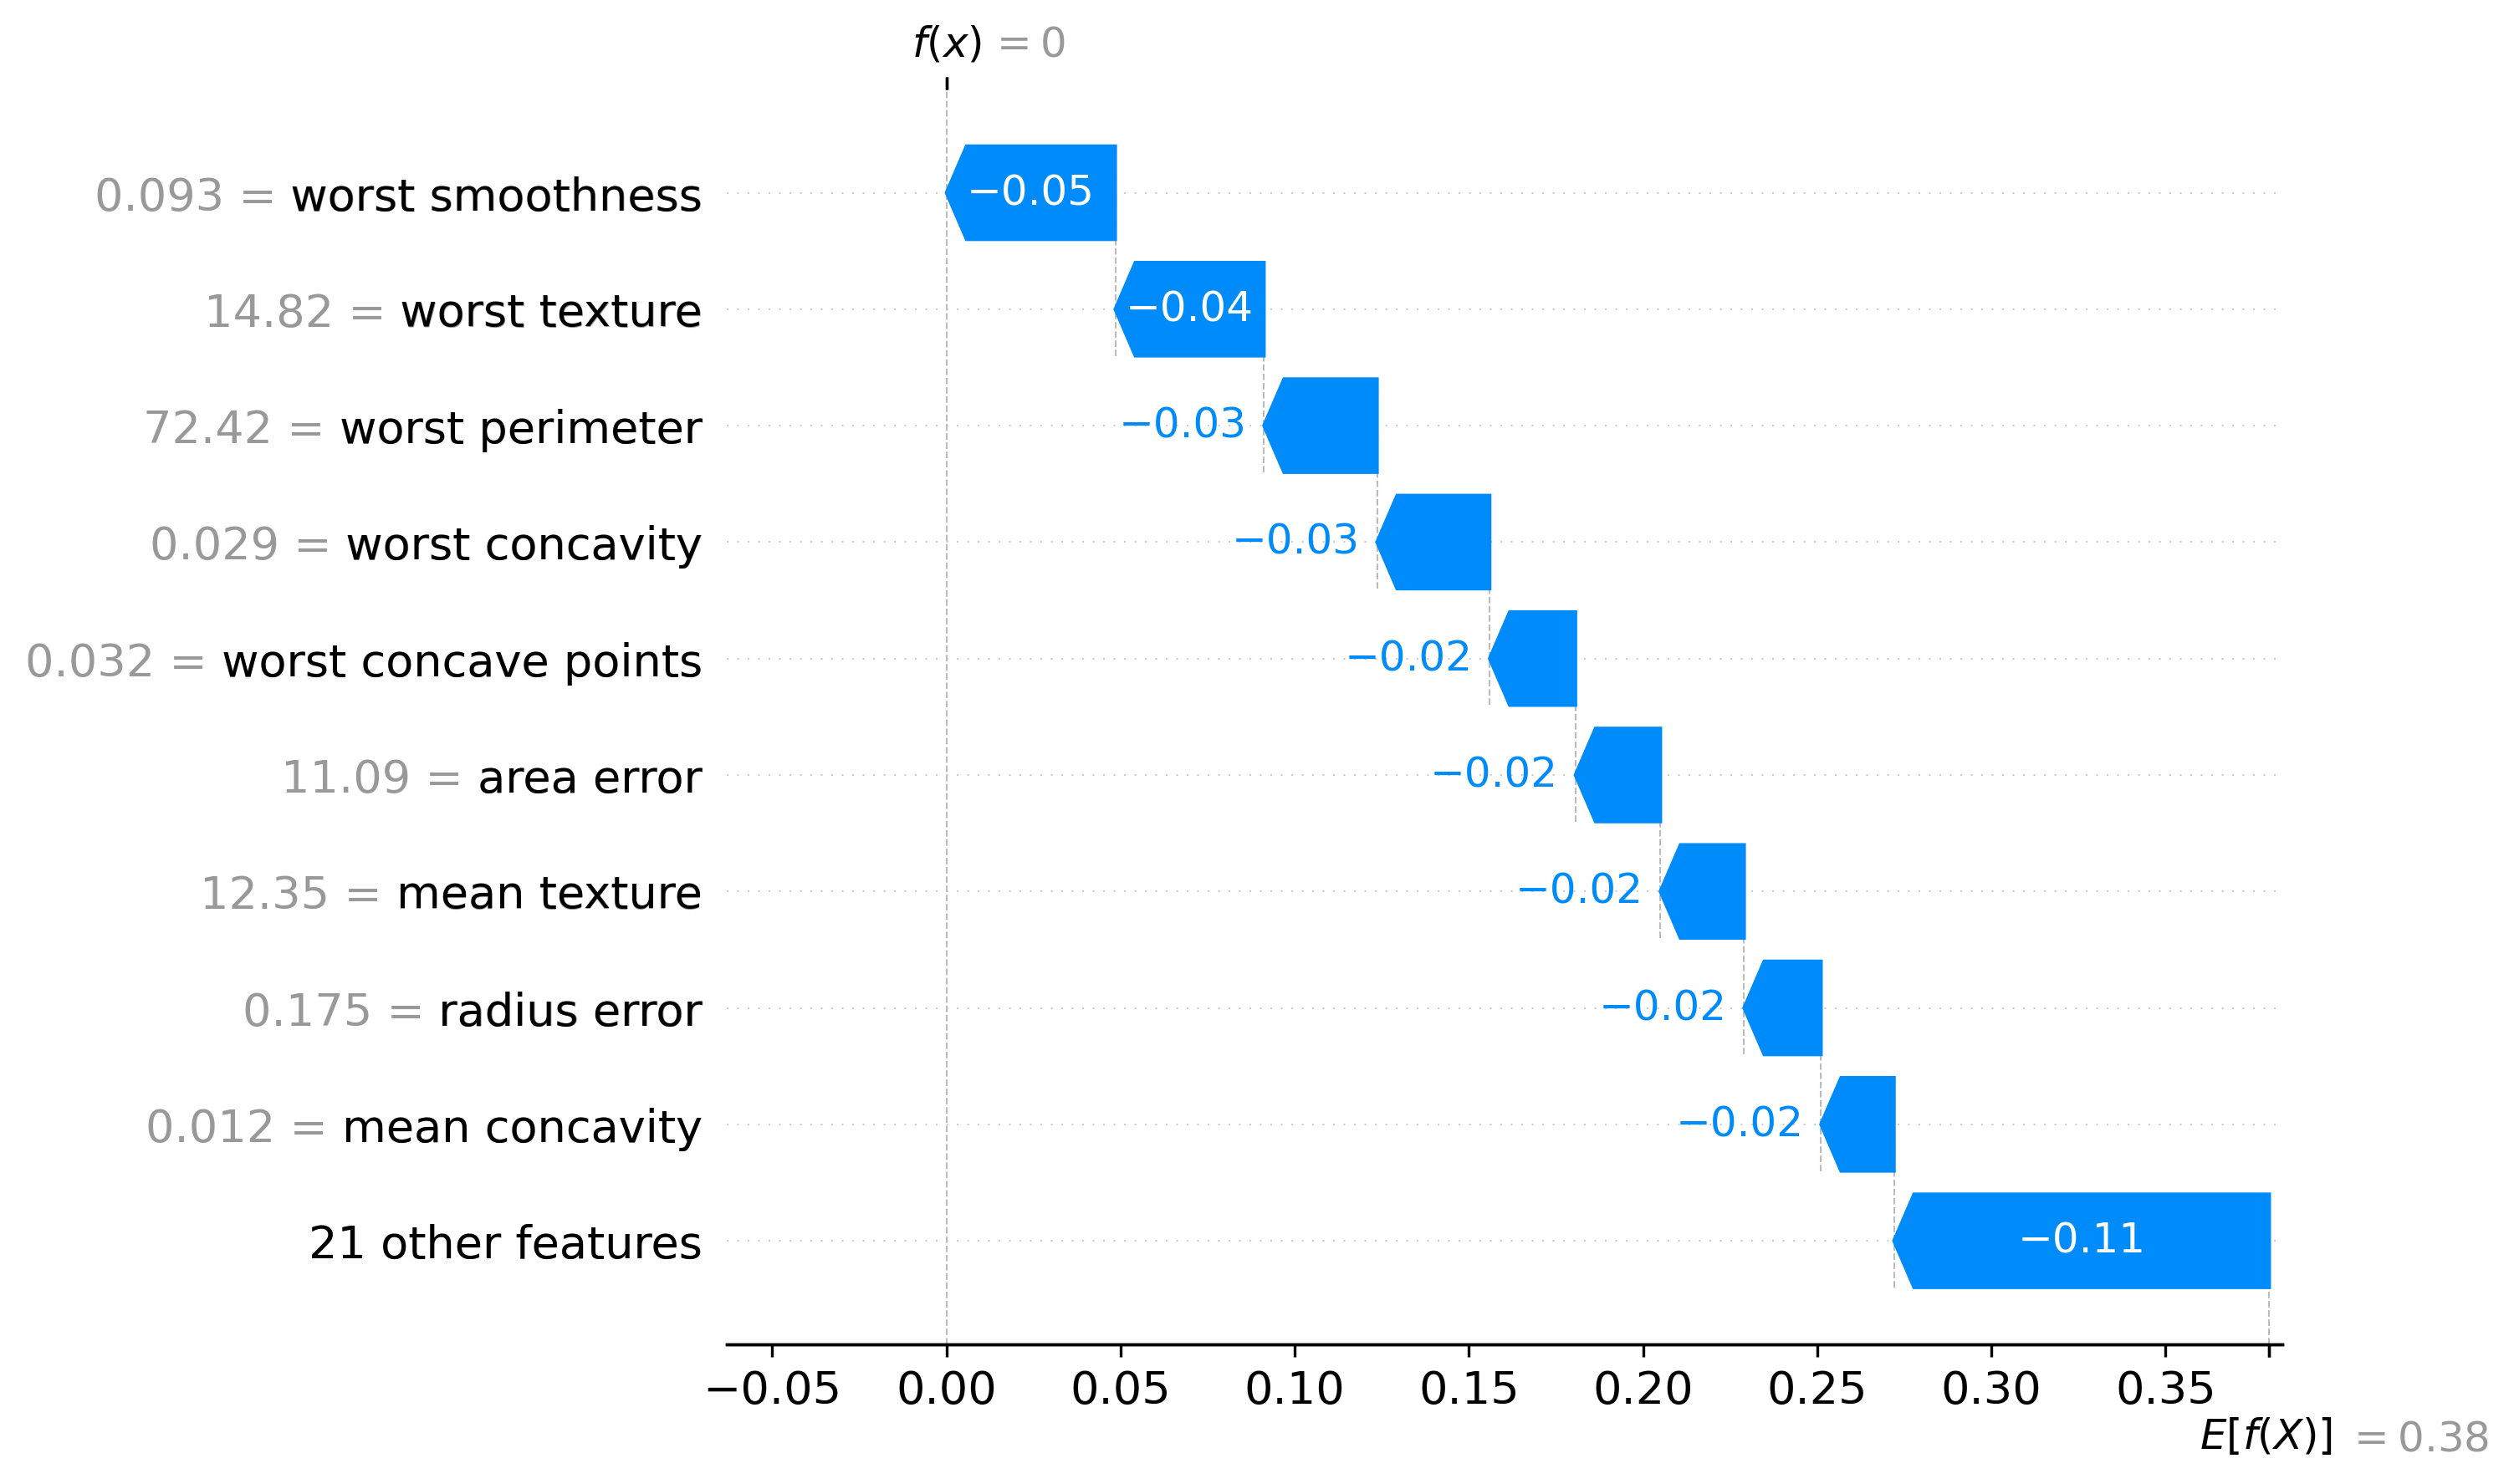 f(x) = 0
0.093 = worst smoothness −0.05
14.82 = worst texture −0.04
72.42 = worst perimeter −0.03
0.029 = worst concavity −0.03
0.032 = worst concave points −0.02
11.09 = area error −0.02
12.35 = mean texture −0.02
0.175 = radius error −0.02
0.012 = mean concavity −0.02
21 other features −0.11
−0.05 0.00 0.05 0.10 0.15 0.20 0.25 0.30 0.35
E[f(X)] = 0.38